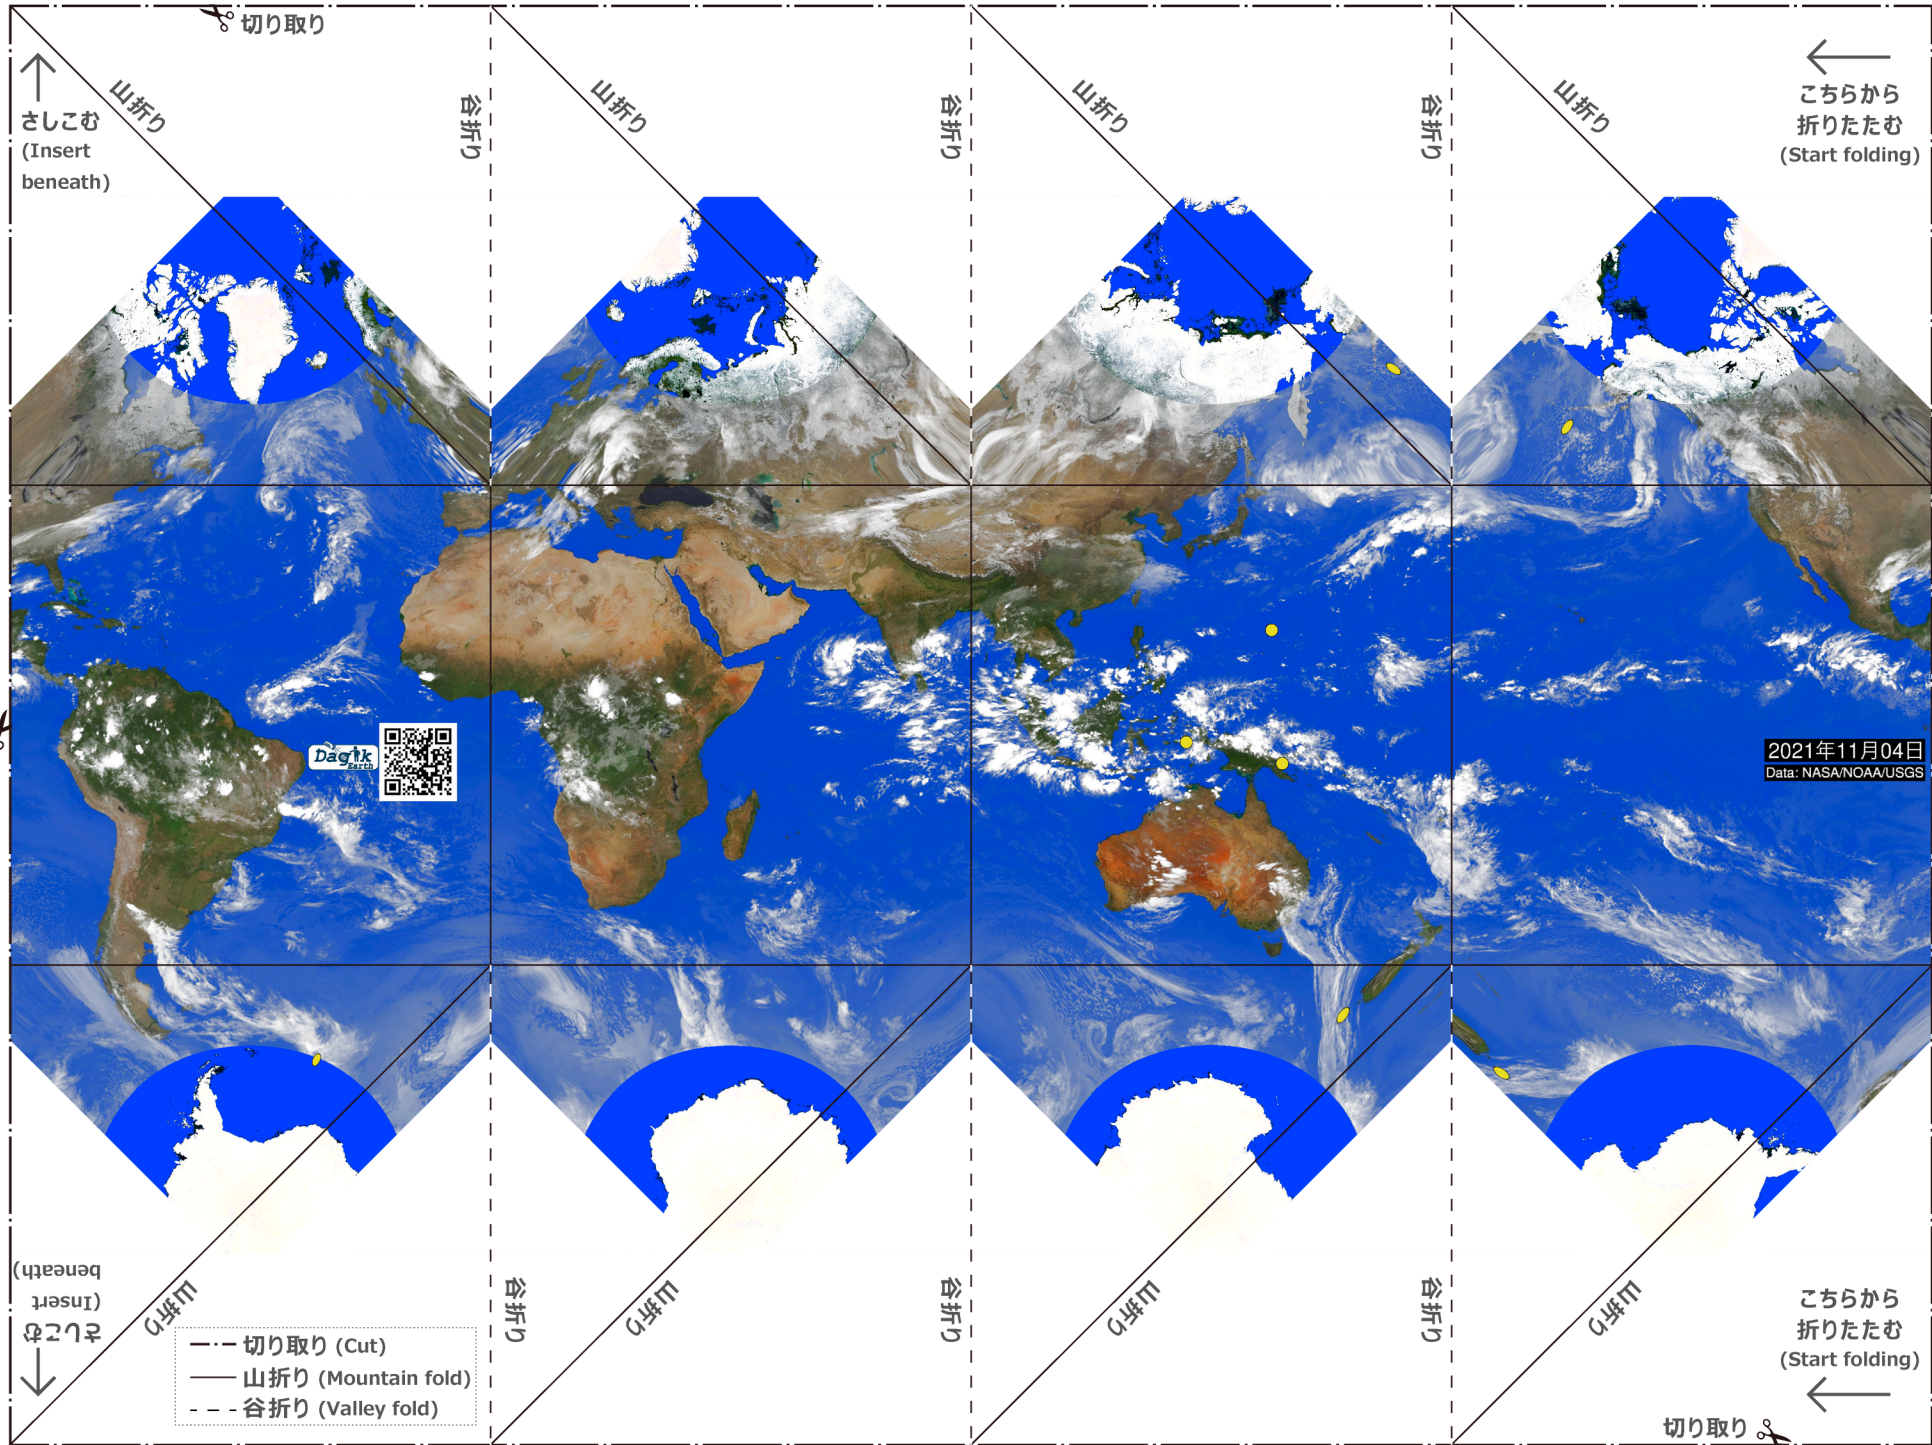 切り取り
さしこむ
(Insert
beneath)
山折り
谷折り
山折り
谷折り
山折り
谷折り
山折り
こちらから
折りたたむ
(Start folding)
Dagik
Earth
2021年11月04日
Data: NASA/NOAA/USGS
さしこむ
(Insert
beneath)
山折り
谷折り
山折り
谷折り
山折り
谷折り
山折り
こちらから
折りたたむ
(Start folding)
切り取り (Cut)
山折り (Mountain fold)
谷折り (Valley fold)
切り取り